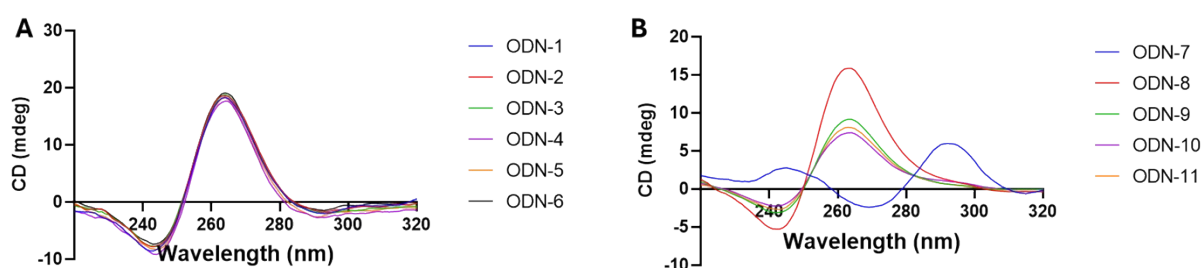 A
CD (mdeg)
30
20
10
0
-10
240 260 280 300 320
Wavelength (nm)
ODN-1
ODN-2
ODN-3
ODN-4
ODN-5
ODN-6
B
CD (mdeg)
20
15
10
5
0
-5
-10
240 260 280 300 320
Wavelength (nm)
ODN-7
ODN-8
ODN-9
ODN-10
ODN-11